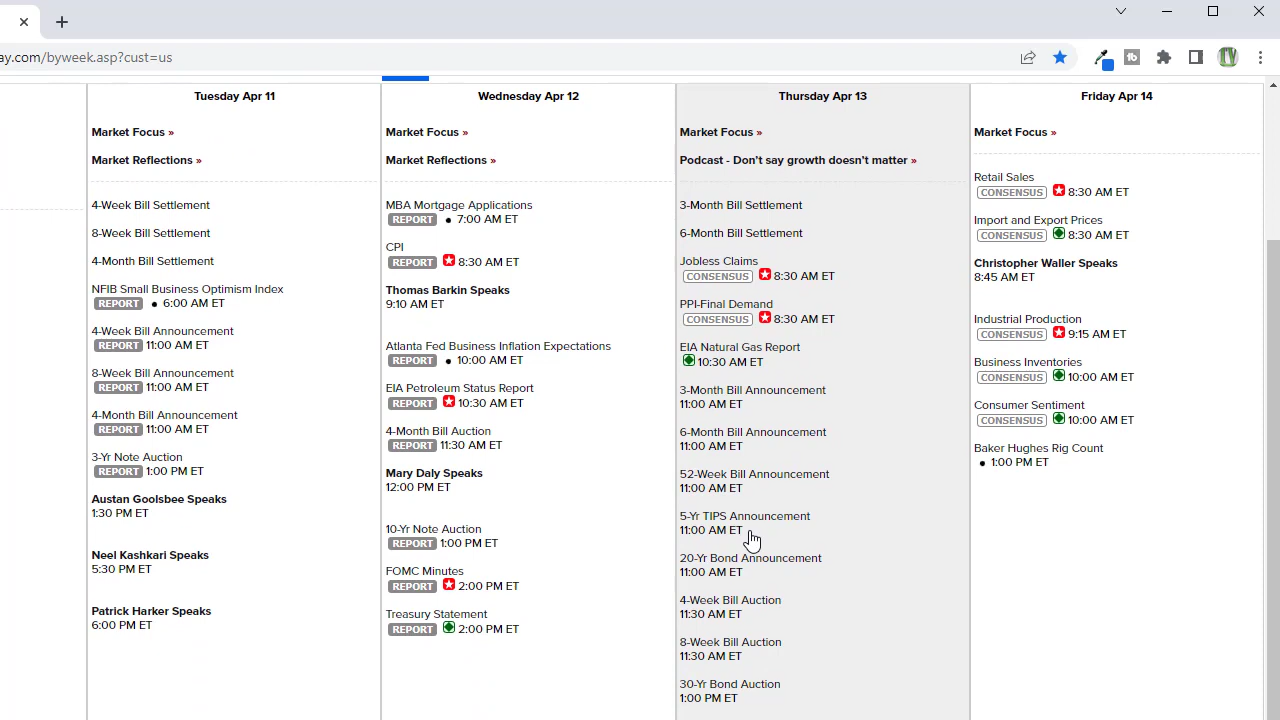 ay.com/byweek.asp?cust=us
Tuesday Apr 11
Market Focus »
Market Reflections »
4-Week Bill Settlement
8-Week Bill Settlement
4-Month Bill Settlement
NFIB Small Business Optimism Index
REPORT • 6:00 AM ET
4-Week Bill Announcement
REPORT 11:00 AM ET
8-Week Bill Announcement
REPORT 11:00 AM ET
4-Month Bill Announcement
REPORT 11:00 AM ET
3-Yr Note Auction
REPORT 1:00 PM ET
Austan Goolsbee Speaks
1:30 PM ET
Neel Kashkari Speaks
5:30 PM ET
Patrick Harker Speaks
6:00 PM ET
Wednesday Apr 12
Market Focus »
Market Reflections »
MBA Mortgage Applications
REPORT • 7:00 AM ET
CPI
REPORT 8:30 AM ET
Thomas Barkin Speaks
9:10 AM ET
Atlanta Fed Business Inflation Expectations
REPORT • 10:00 AM ET
EIA Petroleum Status Report
REPORT 10:30 AM ET
4-Month Bill Auction
REPORT 11:30 AM ET
Mary Daly Speaks
12:00 PM ET
10-Yr Note Auction
REPORT 1:00 PM ET
FOMC Minutes
REPORT 2:00 PM ET
Treasury Statement
REPORT 2:00 PM ET
Thursday Apr 13
Market Focus »
Podcast - Don't say growth doesn't matter »
3-Month Bill Settlement
6-Month Bill Settlement
Jobless Claims
CONSENSUS 8:30 AM ET
PPI-Final Demand
CONSENSUS 8:30 AM ET
EIA Natural Gas Report
10:30 AM ET
3-Month Bill Announcement
11:00 AM ET
6-Month Bill Announcement
11:00 AM ET
52-Week Bill Announcement
11:00 AM ET
5-Yr TIPS Announcement
11:00 AM ET
20-Yr Bond Announcement
11:00 AM ET
4-Week Bill Auction
11:30 AM ET
8-Week Bill Auction
11:30 AM ET
30-Yr Bond Auction
1:00 PM ET
Friday Apr 14
Market Focus »
Retail Sales
CONSENSUS 8:30 AM ET
Import and Export Prices
CONSENSUS 8:30 AM ET
Christopher Waller Speaks
8:45 AM ET
Industrial Production
CONSENSUS 9:15 AM ET
Business Inventories
CONSENSUS 10:00 AM ET
Consumer Sentiment
CONSENSUS 10:00 AM ET
Baker Hughes Rig Count
• 1:00 PM ET